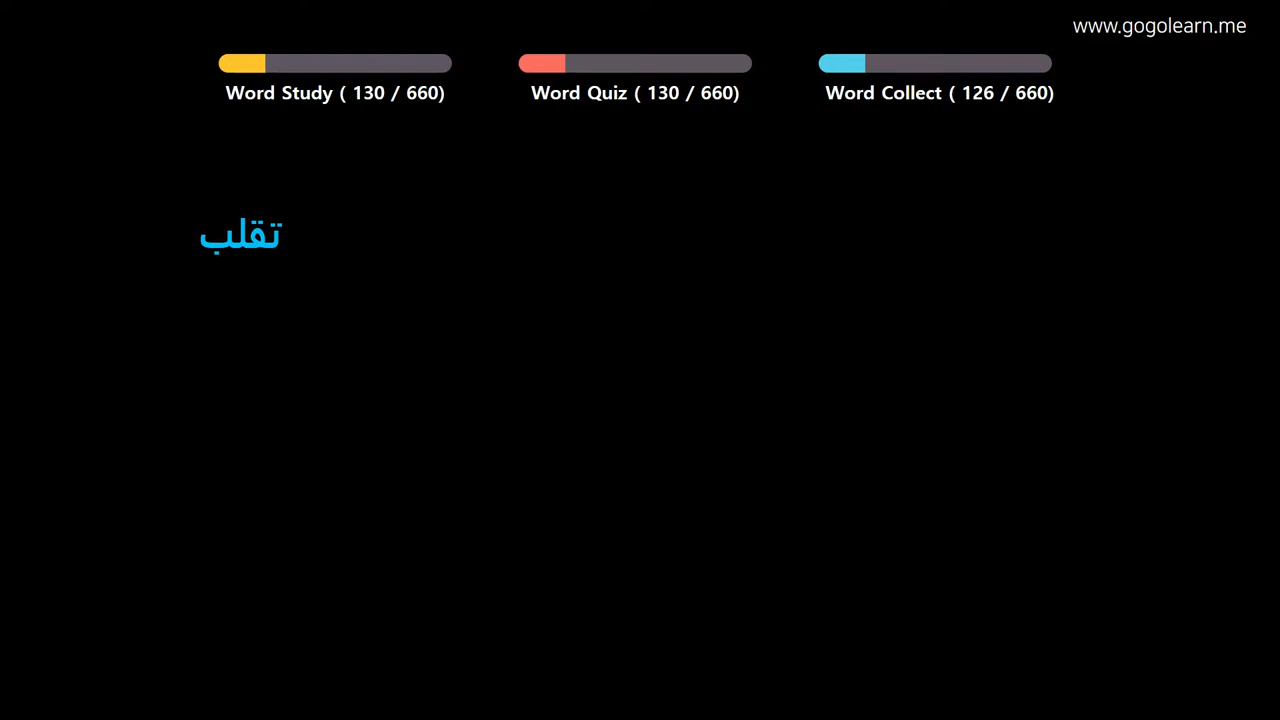 www.gogolearn.me
Word Study ( 130 / 660)
Word Quiz ( 130 / 660)
Word Collect ( 126 / 660)
تقلب